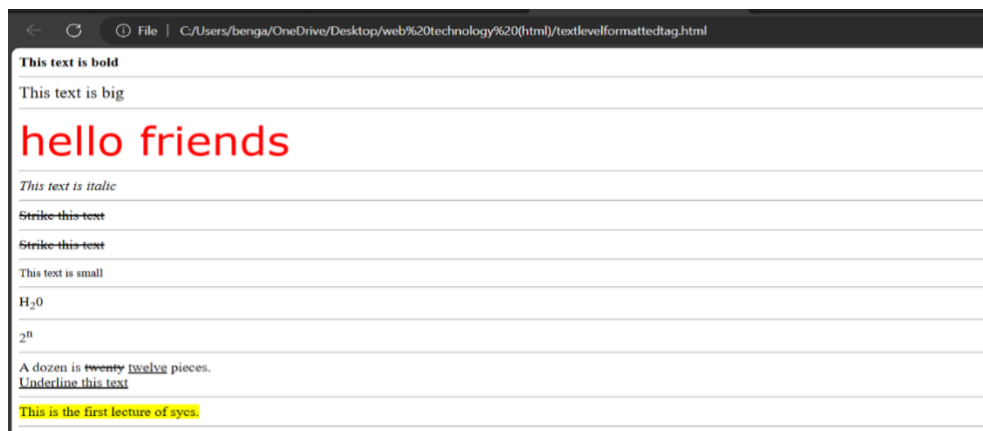 File | C:/Users/benga/OneDrive/Desktop/web%20technology%20(html)/textlevelformattedtag.html
This text is bold
This text is big
hello friends
This text is italic
Strike this text
Strike this text
This text is small
H₂0
2ⁿ
A dozen is twenty twelve pieces.
Underline this text
This is the first lecture of sycs.